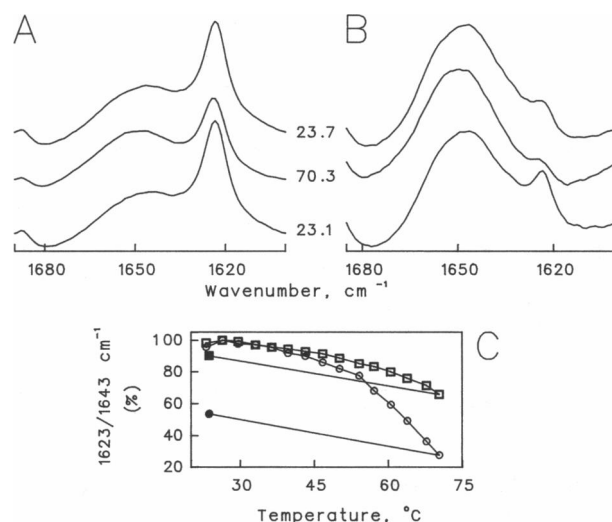 A
B
23.7
70.3
23.1
1680 1650 1620 1680 1650 1620
Wavenumber, cm⁻¹
C
1623/1643 cm⁻¹
(%)
100
80
60
40
20
30 45 60 75
Temperature, °C